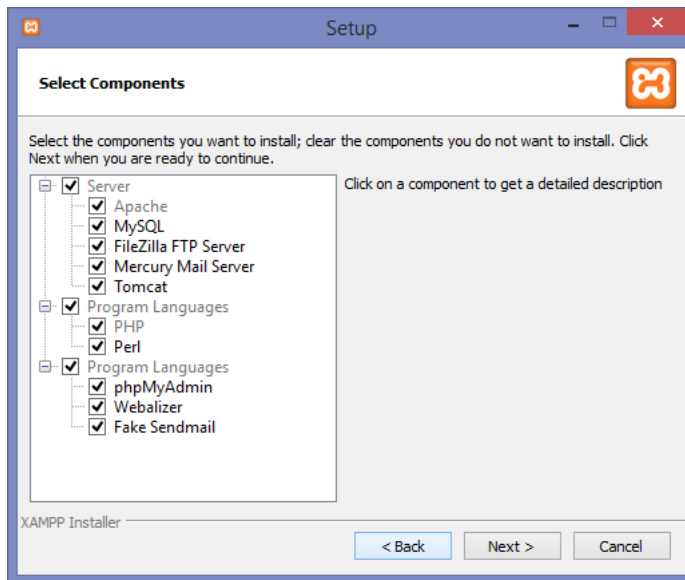 Setup
Select Components
Select the components you want to install; clear the components you do not want to install. Click
Next when you are ready to continue.
Server
Apache
MySQL
FileZilla FTP Server
Mercury Mail Server
Tomcat
Program Languages
PHP
Perl
Program Languages
phpMyAdmin
Webalizer
Fake Sendmail
Click on a component to get a detailed description
XAMPP Installer
< Back
Next >
Cancel